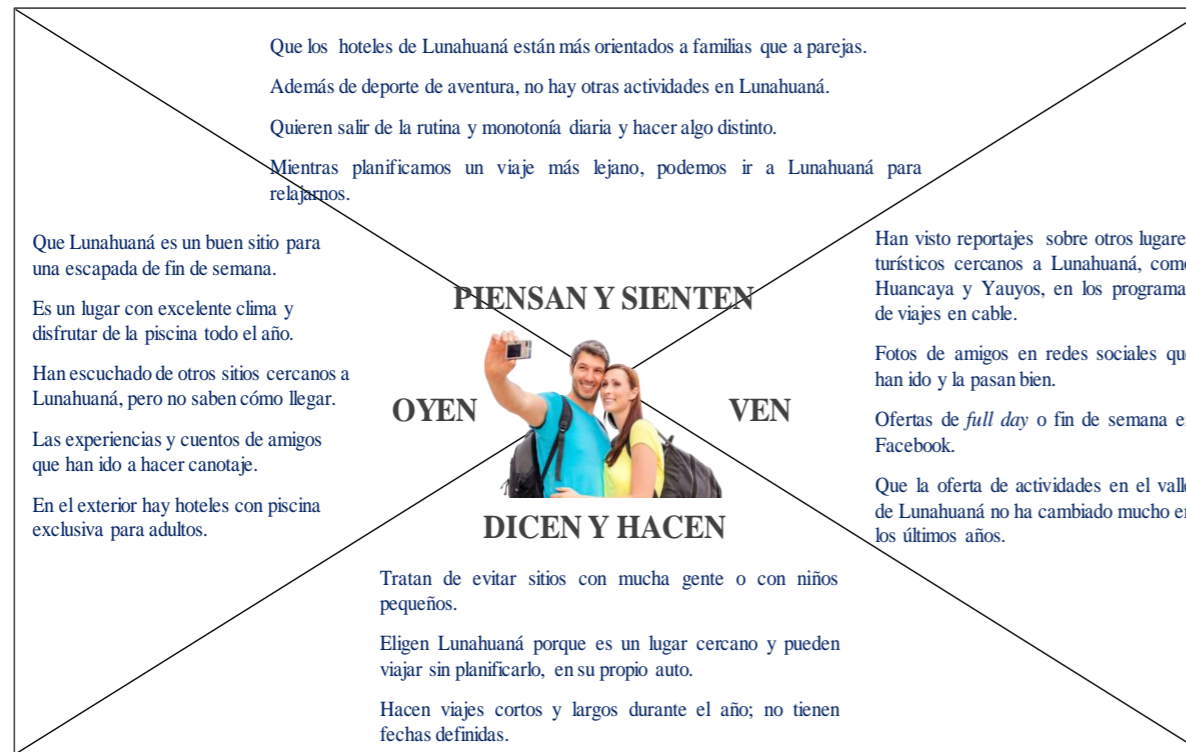 Que los hoteles de Lunahuaná están más orientados a familias que a parejas.
Además de deporte de aventura, no hay otras actividades en Lunahuaná.
Quieren salir de la rutina y monotonía diaria y hacer algo distinto.
Mientras planificamos un viaje más lejano, podemos ir a Lunahuaná para
relajarnos.
Que Lunahuaná es un buen sitio para
una escapada de fin de semana.
Es un lugar con excelente clima y
disfrutar de la piscina todo el año.
Han escuchado de otros sitios cercanos a
Lunahuaná, pero no saben cómo llegar.
Las experiencias y cuentos de amigos
que han ido a hacer canotaje.
En el exterior hay hoteles con piscina
exclusiva para adultos.
PIENSAN Y SIENTEN
OYEN
VEN
DICEN Y HACEN
Han visto reportajes sobre otros lugare
turísticos cercanos a Lunahuaná, com
Huancaya y Yauyos, en los programa
de viajes en cable.
Fotos de amigos en redes sociales qu
han ido y la pasan bien.
Ofertas de full day o fin de semana e
Facebook.
Que la oferta de actividades en el vall
de Lunahuaná no ha cambiado mucho e
los últimos años.
Tratan de evitar sitios con mucha gente o con niños
pequeños.
Eligen Lunahuaná porque es un lugar cercano y pueden
viajar sin planificarlo, en su propio auto.
Hacen viajes cortos y largos durante el año; no tienen
fechas definidas.